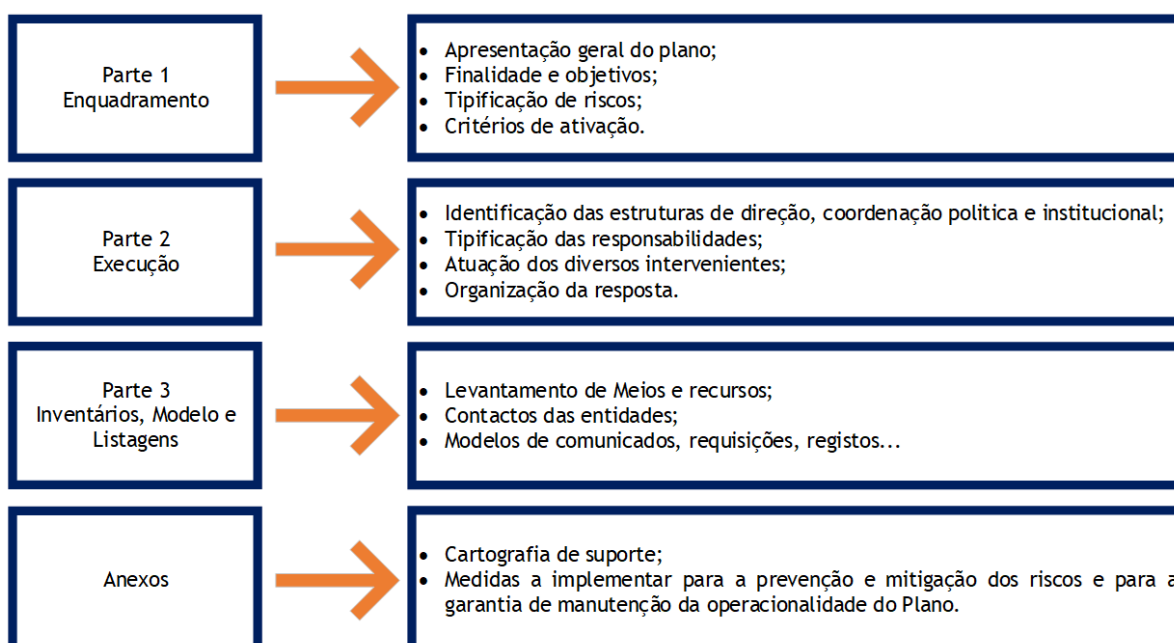 Parte 1
Enquadramento
• Apresentação geral do plano;
• Finalidade e objetivos;
• Tipificação de riscos;
• Critérios de ativação.
Parte 2
Execução
• Identificação das estruturas de direção, coordenação politica e institucional;
• Tipificação das responsabilidades;
• Atuação dos diversos intervenientes;
• Organização da resposta.
Parte 3
Inventários, Modelo e
Listagens
• Levantamento de Meios e recursos;
• Contactos das entidades;
• Modelos de comunicados, requisições, registos...
Anexos
• Cartografia de suporte;
• Medidas a implementar para a prevenção e mitigação dos riscos e para a
garantia de manutenção da operacionalidade do Plano.